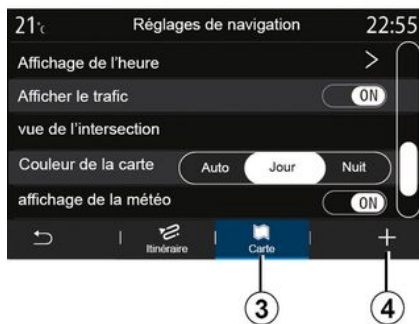 21°c Réglages de navigation 22:55
Affichage de l'heure >
Afficher le trafic ON
vue de l'intersection
Couleur de la carte Auto Jour Nuit
affichage de la météo ON
Itinéraire Carte +
3 4